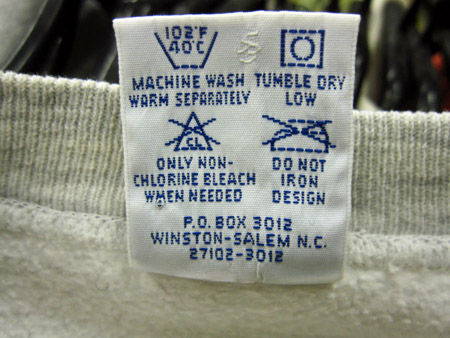 102°F
40°C
MACHINE WASH
WARM SEPARATELY
TUMBLE DRY
LOW
CL
ONLY NON-
CHLORINE BLEACH
WHEN NEEDED
DO NOT
IRON
DESIGN
P.O. BOX 3012
WINSTON-SALEM N.C.
27102-3012